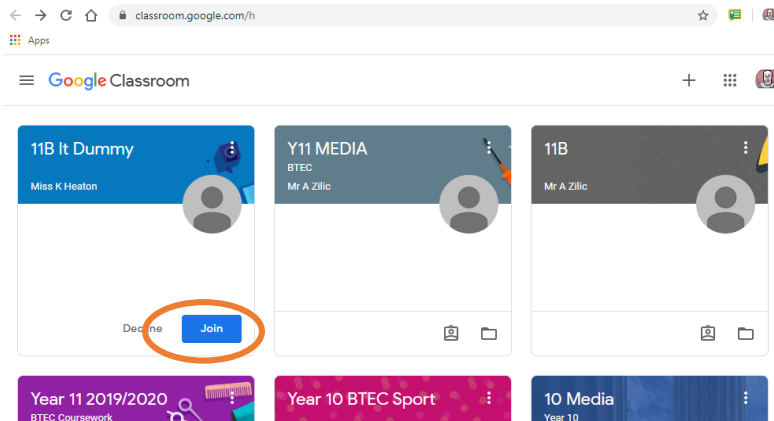 classroom.google.com/h
Apps
Google Classroom
11B It Dummy
Miss K Heaton
Y11 MEDIA
BTEC
Mr A Zilic
11B
Mr A Zilic
Decline
Join
Year 11 2019/2020
BTEC Coursework
Year 10 BTEC Sport
10 Media
Year 10